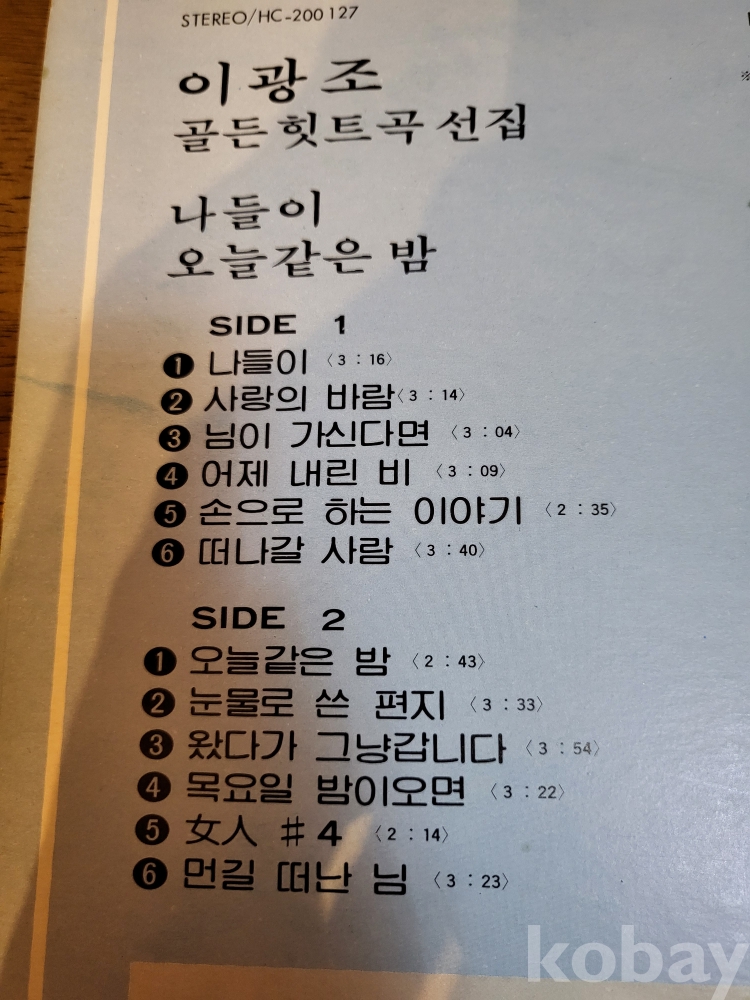 STEREO/HC-200127
이광조
골든힛트곡선집
나들이
오늘같은 밤
SIDE 1
❶ 나들이 〈3 : 16〉
❷ 사랑의 바람 〈3 : 14〉
❸ 님이 가신다면 〈3 : 04〉
❹ 어제 내린 비 〈3 : 09〉
❺ 손으로 하는 이야기 〈2 : 35〉
❻ 떠나갈 사람 〈3 : 40〉
SIDE 2
❶ 오늘같은 밤 〈2 : 43〉
❷ 눈물로 쓴 편지 〈3 : 33〉
❸ 왔다가 그냥갑니다 〈3 : 54〉
❹ 목요일 밤이오면 〈3 : 22〉
❺ 女人 #4 〈2 : 14〉
❻ 먼길 떠난 님 〈3 : 23〉
kobay